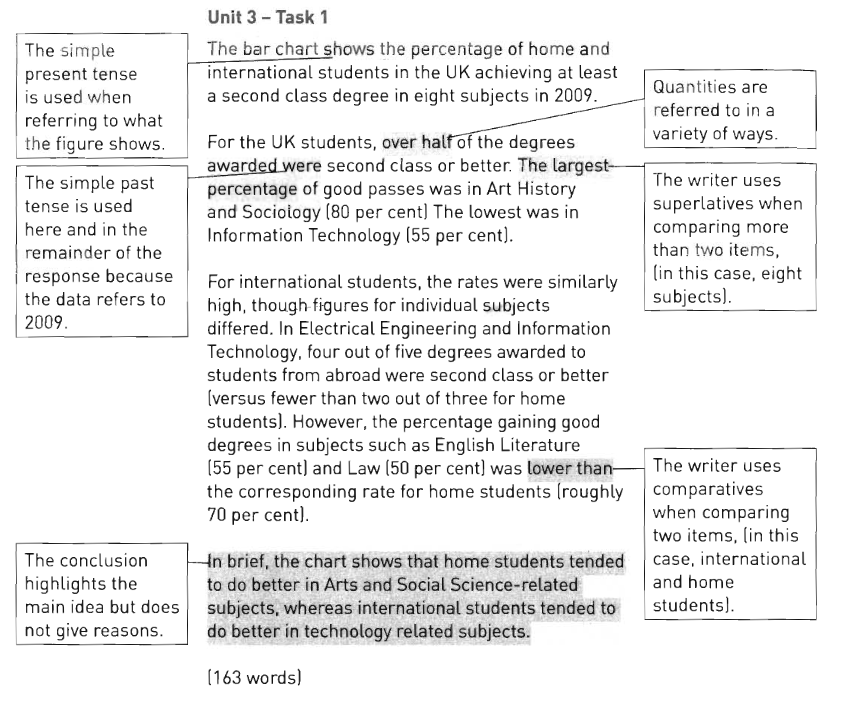 Unit 3 – Task 1
The bar chart shows the percentage of home and
international students in the UK achieving at least
a second class degree in eight subjects in 2009.
For the UK students, over half of the degrees
awarded were second class or better. The largest
percentage of good passes was in Art History
and Sociology (80 per cent) The lowest was in
Information Technology (55 per cent).
For international students, the rates were similarly
high, though figures for individual subjects
differed. In Electrical Engineering and Information
Technology, four out of five degrees awarded to
students from abroad were second class or better
(versus fewer than two out of three for home
students). However, the percentage gaining good
degrees in subjects such as English Literature
(55 per cent) and Law (50 per cent) was lower than
the corresponding rate for home students (roughly
70 per cent).
In brief, the chart shows that home students tended
to do better in Arts and Social Science-related
subjects, whereas international students tended to
do better in technology related subjects.
(163 words)
The simple
present tense
is used when
referring to what
the figure shows.
The simple past
tense is used
here and in the
remainder of the
response because
the data refers to
2009.
The conclusion
highlights the
main idea but does
not give reasons.
Quantities are
referred to in a
variety of ways.
The writer uses
superlatives when
comparing more
than two items,
(in this case, eight
subjects).
The writer uses
comparatives
when comparing
two items, (in this
case, international
and home
students).